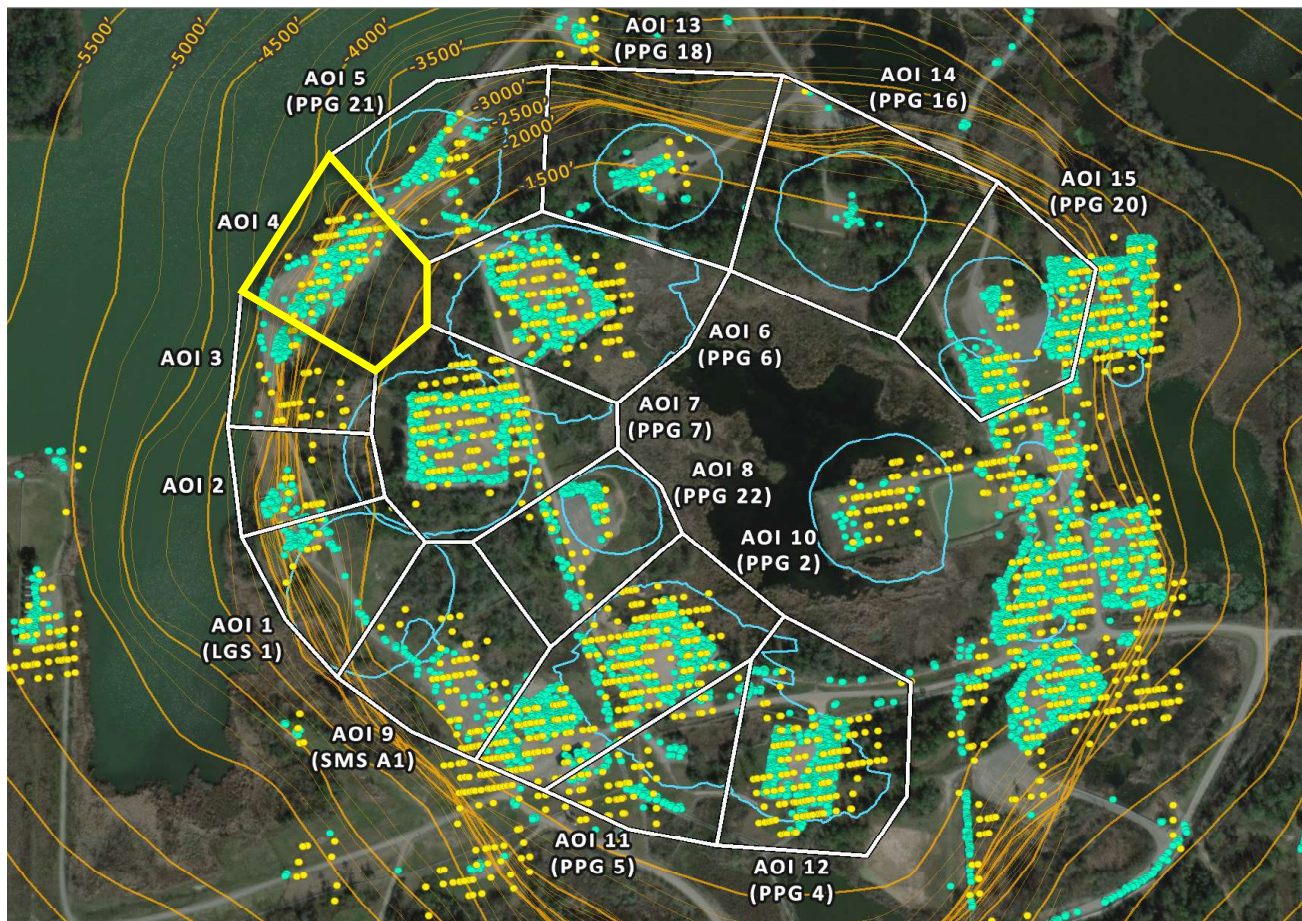 -5500'
-5000'
-4500'
-4000'
-3500'
-3000'
-2500'
-2000'
-1500'
AOI 13
(PPG 18)
AOI 5
(PPG 21)
AOI 14
(PPG 16)
AOI 15
(PPG 20)
AOI 4
AOI 3
AOI 6
(PPG 6)
AOI 7
(PPG 7)
AOI 2
AOI 8
(PPG 22)
AOI 10
(PPG 2)
AOI 1
(LGS 1)
AOI 9
(SMS A1)
AOI 11
(PPG 5)
AOI 12
(PPG 4)